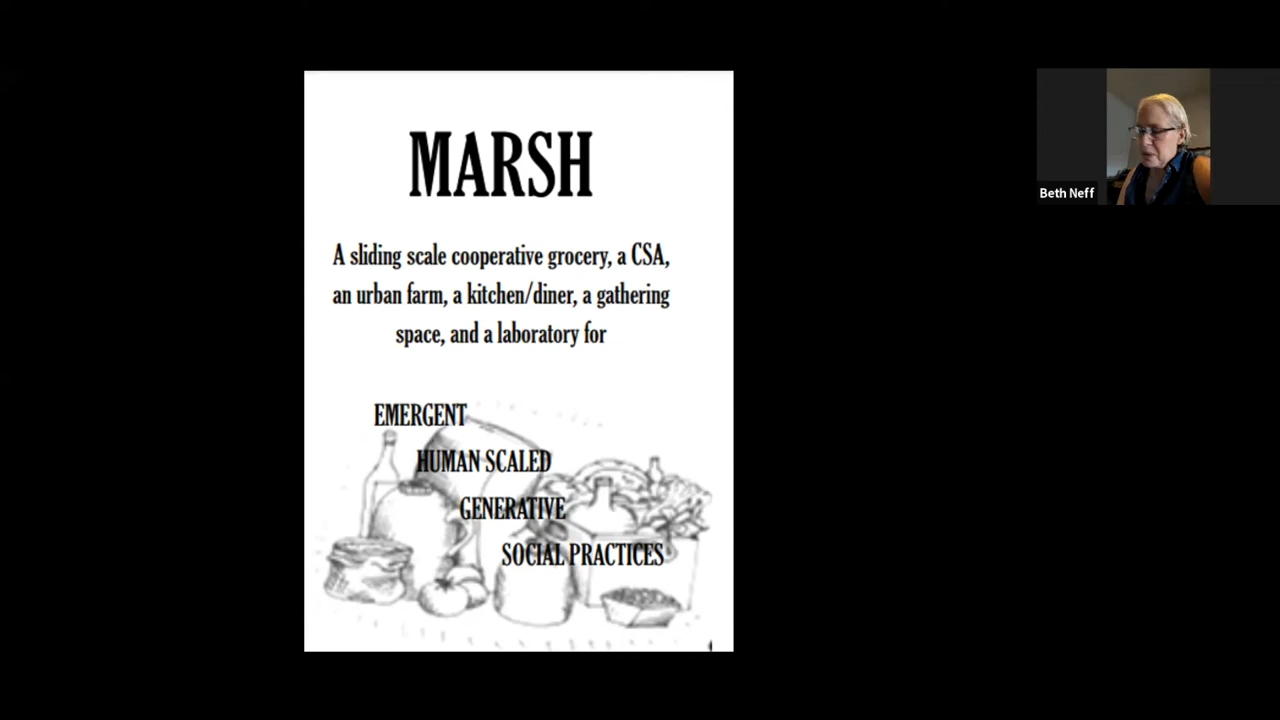 MARSH
A sliding scale cooperative grocery, a CSA,
an urban farm, a kitchen/diner, a gathering
space, and a laboratory for
EMERGENT
HUMAN SCALED
GENERATIVE
SOCIAL PRACTICES
Beth Neff